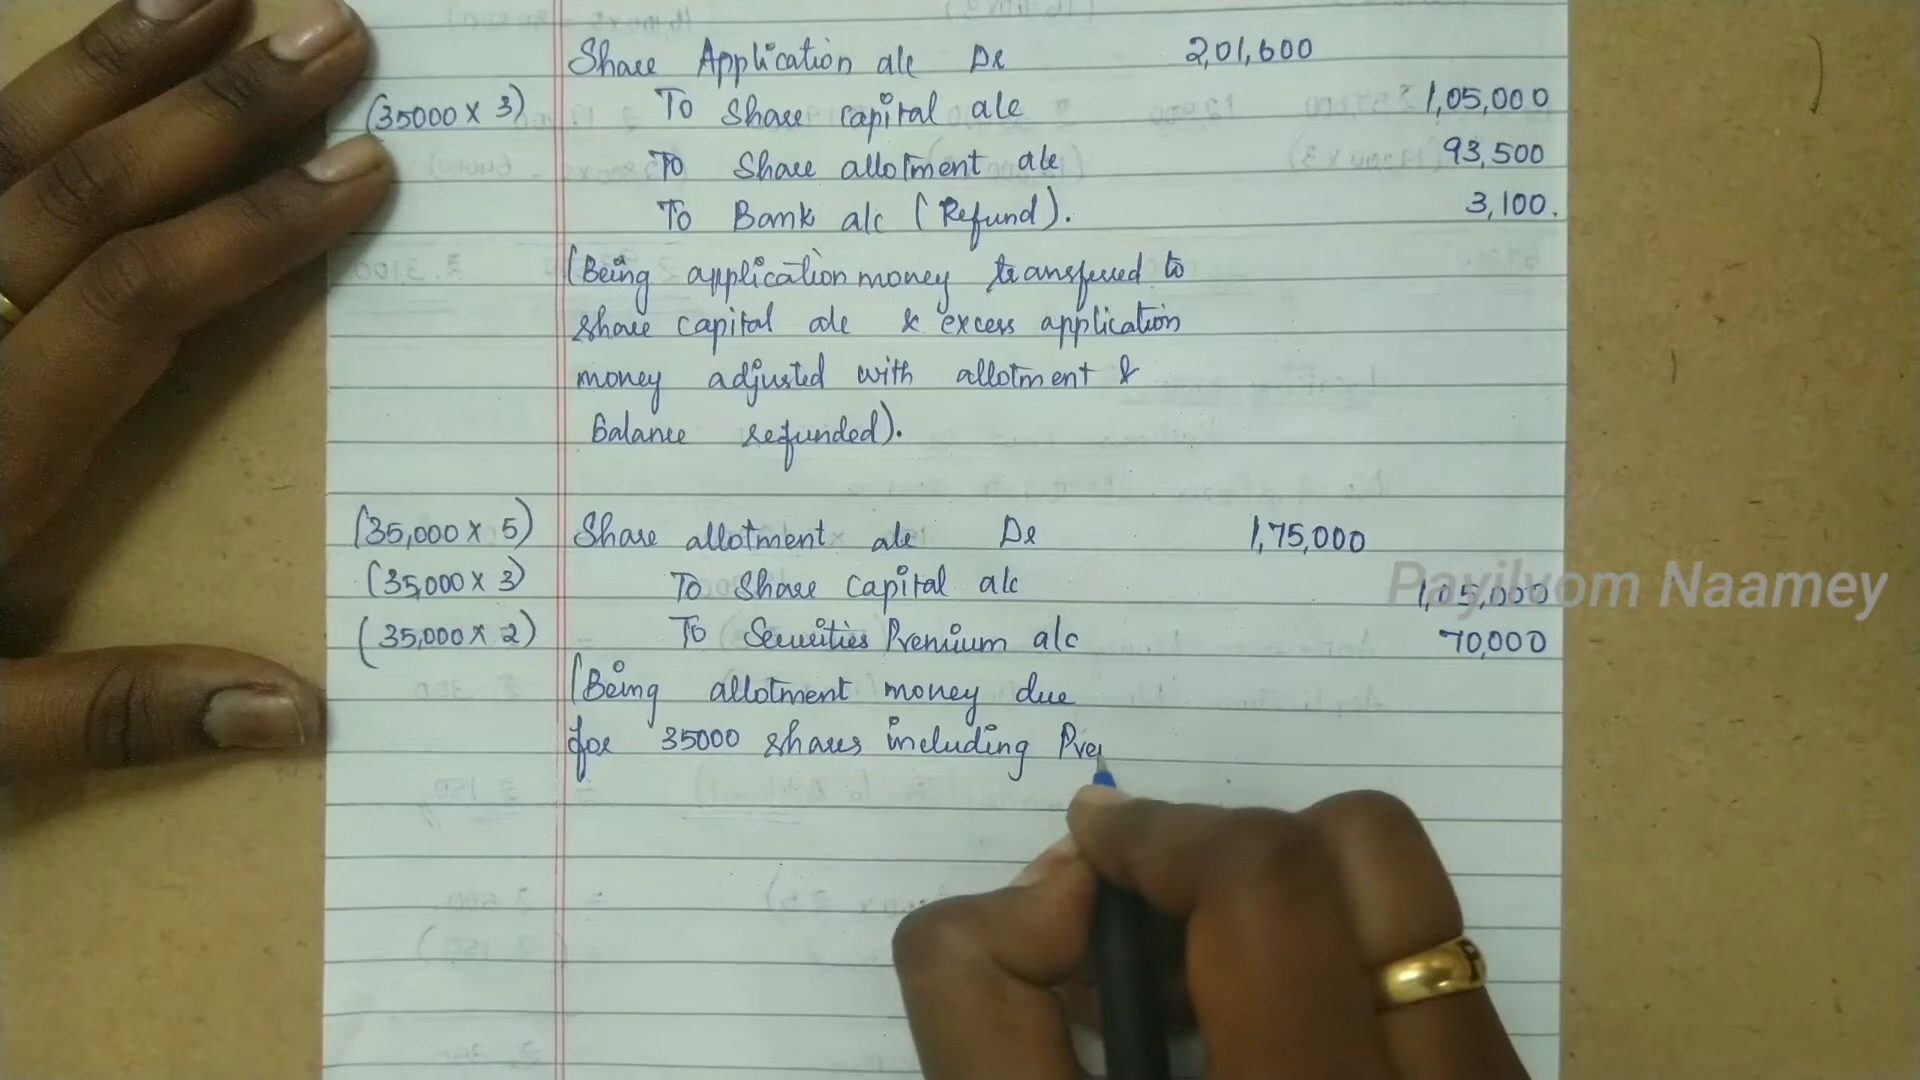 Share Application a/c Dr 2,01,600
(35000 x 3) To Share capital a/c 1,05,000
To Share allotment a/c 93,500
To Bank a/c (Refund). 3,100.
(Being application money transferred to
share capital a/c & excess application
money adjusted with allotment &
balance refunded).
(35,000 x 5) Share allotment a/c Dr 1,75,000
(35,000 x 3) To Share Capital a/c 1,05,000
(35,000 x 2) To Securities Premium a/c 70,000
Payilvom Naamey
(Being allotment money due
for 35000 shares including Pre